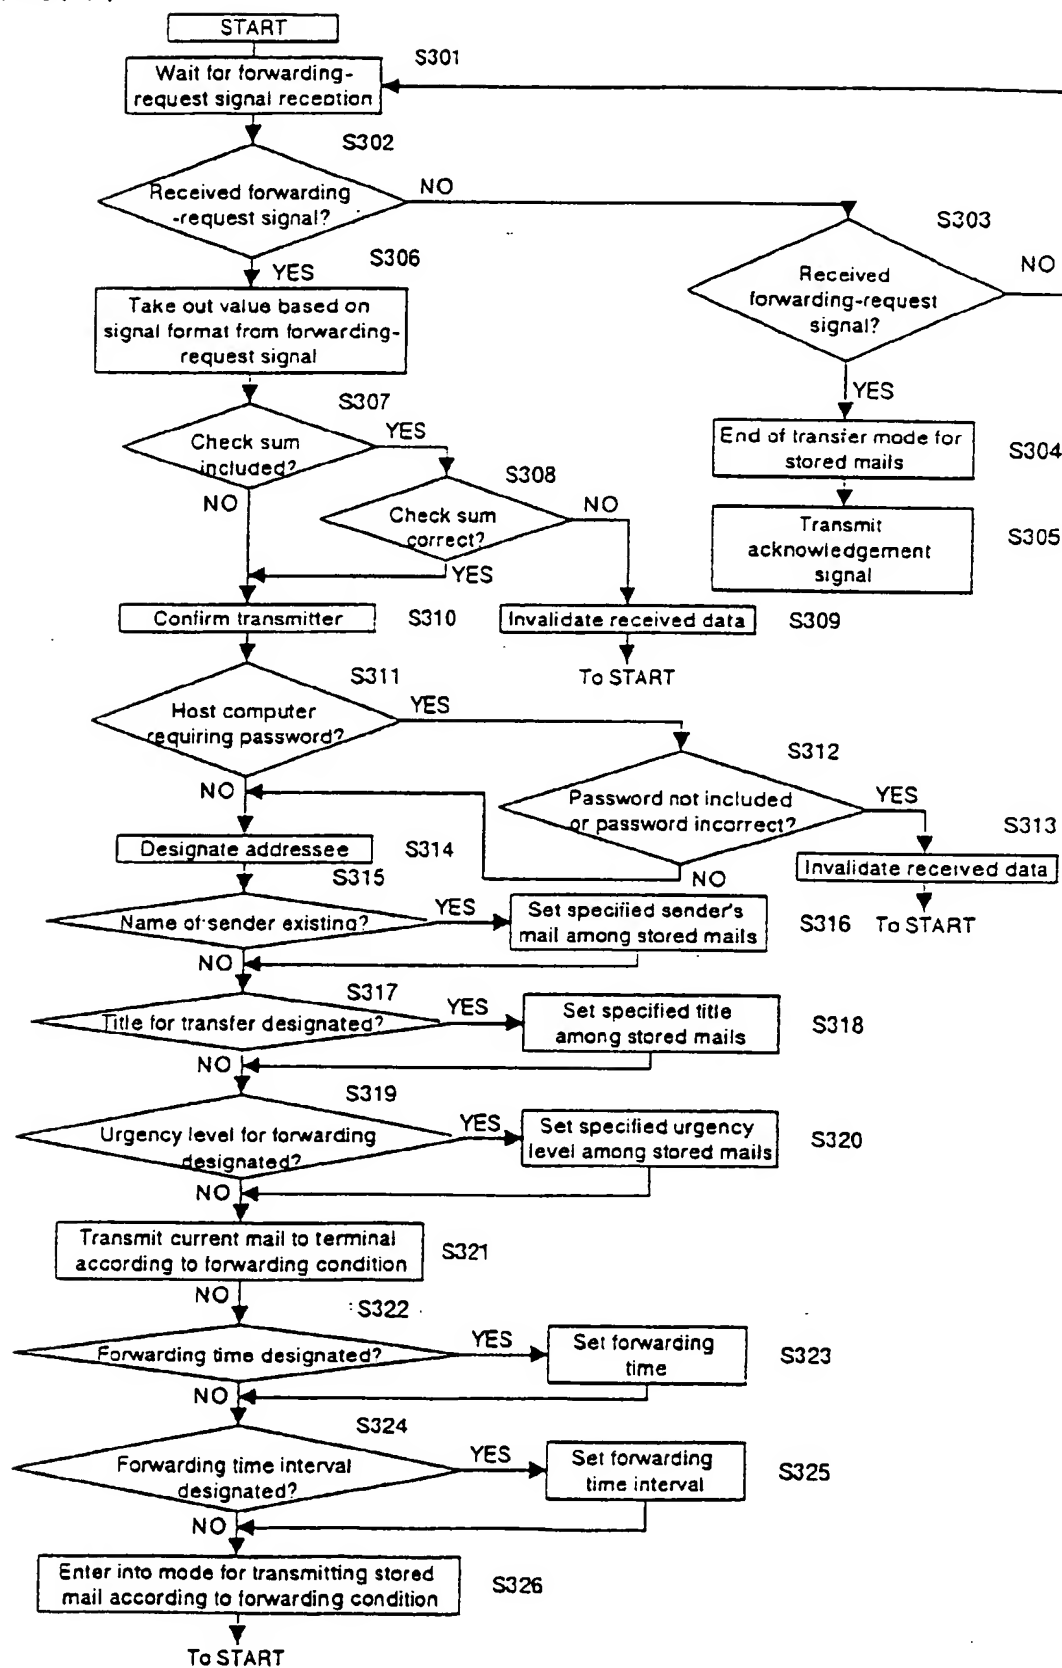 START
S301
Wait for forwarding-
request signal reception
S302
Received forwarding
-request signal?
NO
S303
Received
forwarding-request
signal?
NO
YES
S306
Take out value based on
signal format from forwarding-
request signal
YES
End of transfer mode for
stored mails
S304
S307
Check sum
included?
YES
NO
S308
Check sum
correct?
NO
YES
Transmit
acknowledgement
signal
S305
Confirm transmitter
S310
Invalidate received data
S309
To START
S311
Host computer
requiring password?
YES
NO
S312
Password not included
or password incorrect?
YES
NO
S313
Invalidate received data
To START
Designate addressee
S314
S315
Name of sender existing?
YES
Set specified sender's
mail among stored mails
S316
NO
S317
Title for transfer designated?
YES
Set specified title
among stored mails
S318
NO
S319
Urgency level for forwarding
designated?
YES
Set specified urgency
level among stored mails
S320
NO
Transmit current mail to terminal
according to forwarding condition
S321
NO
S322
Forwarding time designated?
YES
Set forwarding
time
S323
NO
S324
Forwarding time interval
designated?
YES
Set forwarding
time interval
S325
NO
Enter into mode for transmitting stored
mail according to forwarding condition
S326
To START